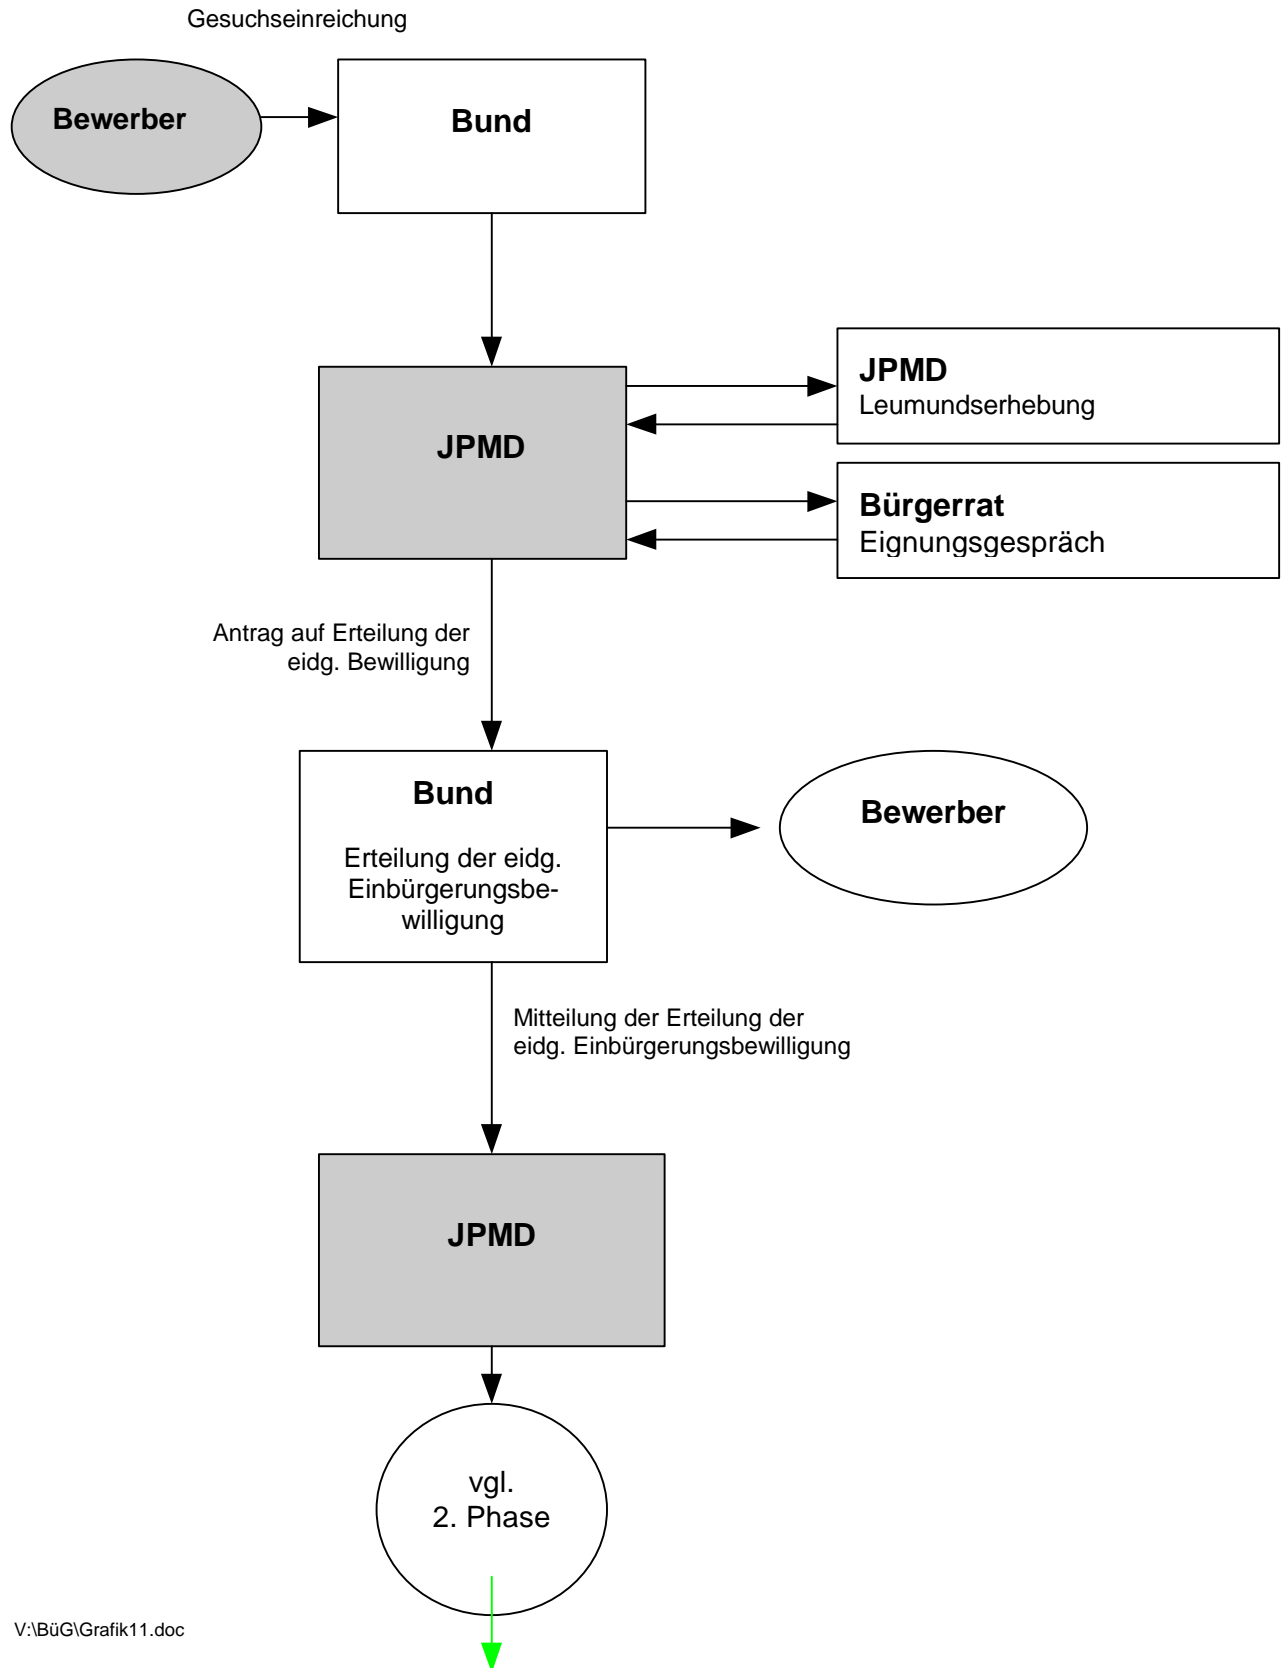 Gesuchseinreichung
Bewerber
Bund
JPMD
JPMD
Leumundserhebung
Bürgerrat
Eignungsgespräch
Antrag auf Erteilung der
eidg. Bewilligung
Bund
Erteilung der eidg.
Einbürgerungsbe-
willigung
Bewerber
Mitteilung der Erteilung der
eidg. Einbürgerungsbewilligung
JPMD
vgl.
2. Phase
V:\BüG\Grafik11.doc